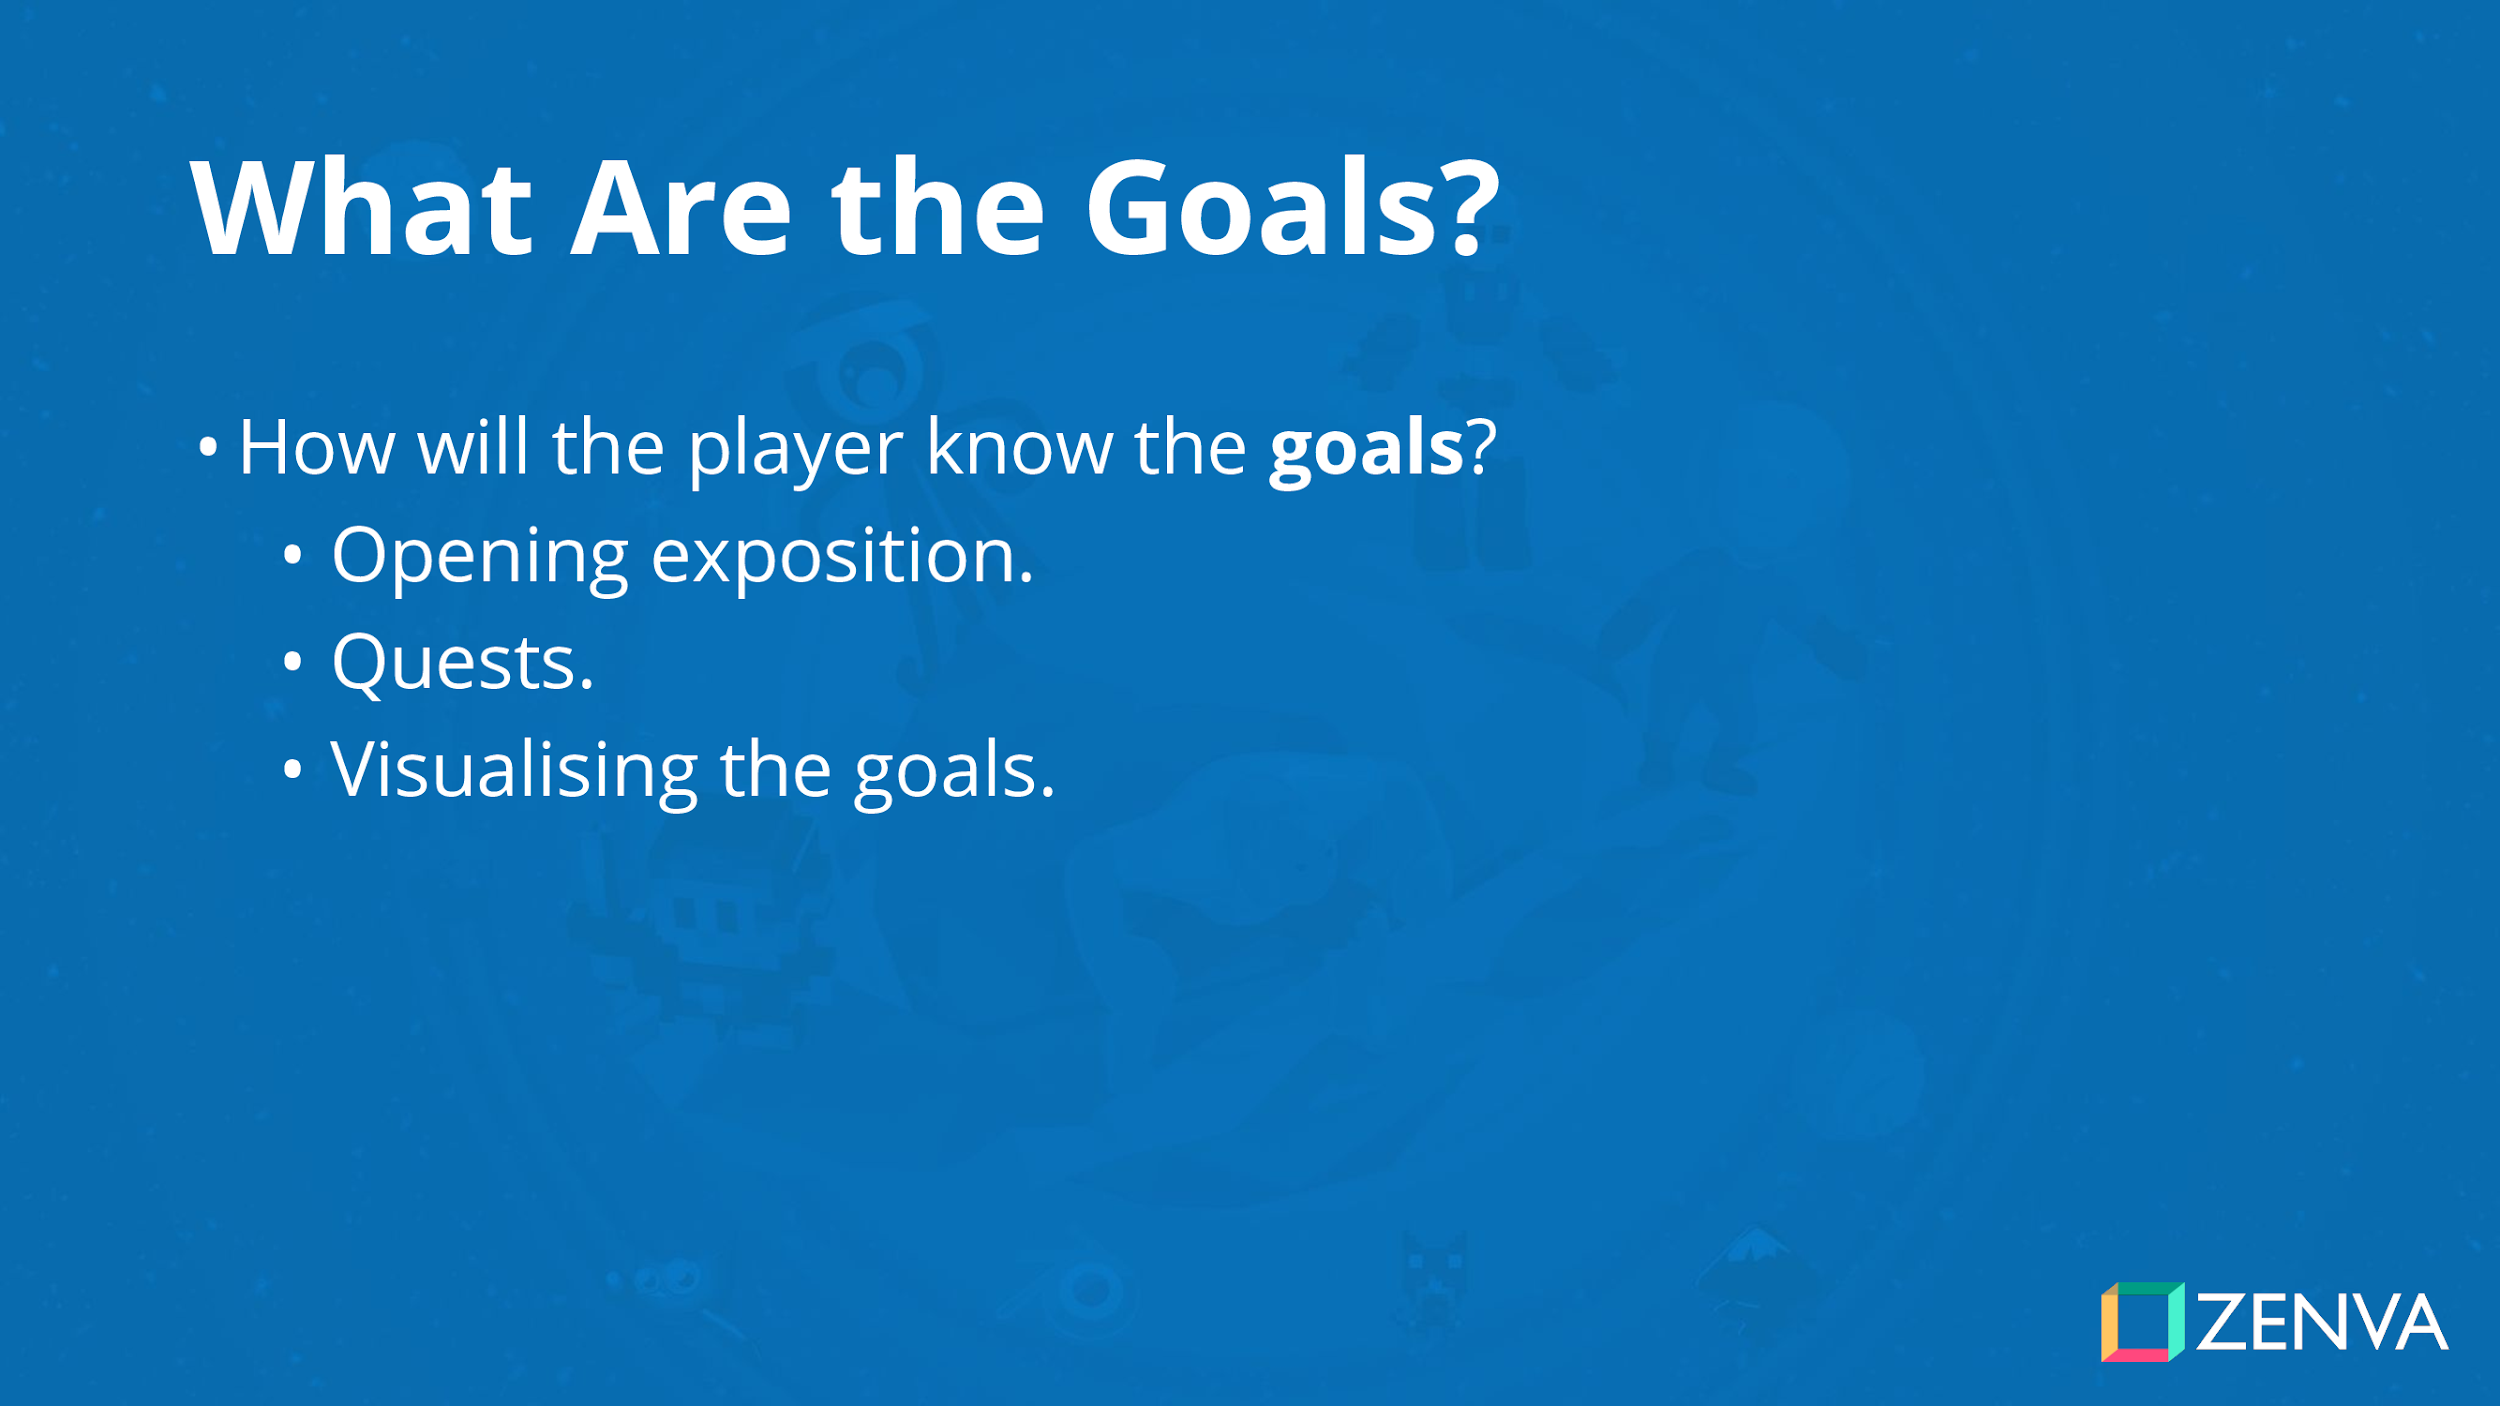 What Are the Goals?
• How will the player know the goals?
• Opening exposition.
• Quests.
• Visualising the goals.
ZENVA